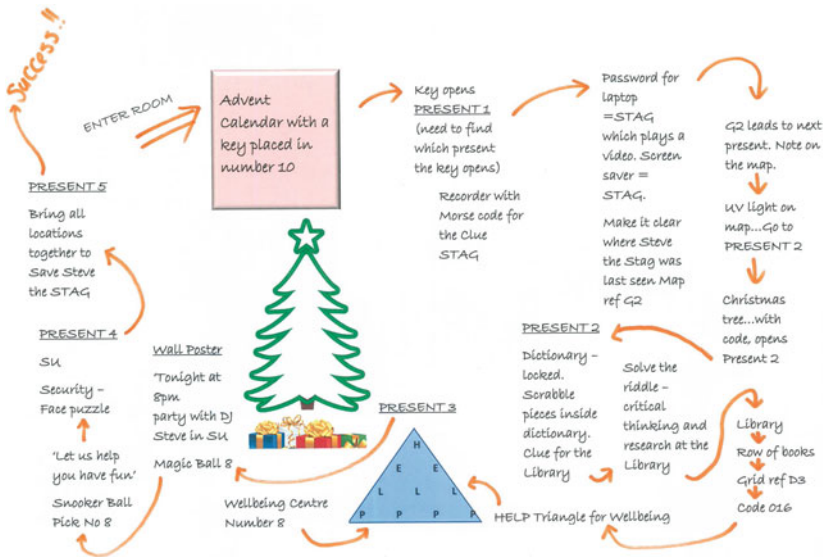 Success!!
ENTER ROOM
Advent
Calendar with a
key placed in
number 10
Key opens
PRESENT 1
(need to find
which present
the key opens)
Recorder with
Morse code for
the Clue
STAG
Password for
laptop
=STAG
which plays a
video. Screen
saver =
STAG.
Make it clear
where Steve
the Stag was
last seen Map
ref G2
G2 leads to next
present. Note on
the map.
UV light on
map...Go to
PRESENT 2
Christmas
tree...with
code, opens
Present 2
PRESENT 2
Dictionary –
locked.
Scrabble
pieces inside
dictionary.
Clue for the
Library
Solve the
riddle –
critical
thinking and
research at the
Library
Library
Row of books
Grid ref D3
Code 016
HELP Triangle for Wellbeing
H
E E
L L L
P P P P
PRESENT 3
Wellbeing Centre
Number 8
Wall Poster
'Tonight at
8pm
party with DJ
Steve in SU
Magic Ball 8
PRESENT 4
SU
Security –
Face puzzle
'Let us help
you have fun'
Snooker Ball
Pick No 8
PRESENT 5
Bring all
locations
together to
Save Steve
the STAG